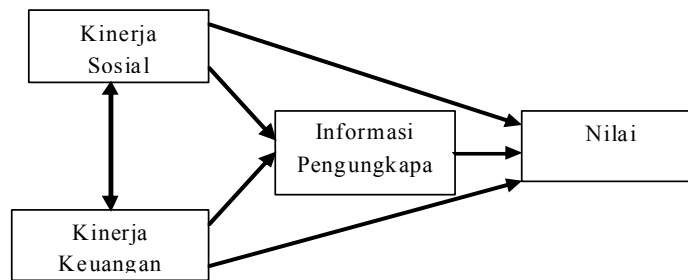 Kinerja
Sosial
Informasi
Pengungkapa
Nilai
Kinerja
Keuangan